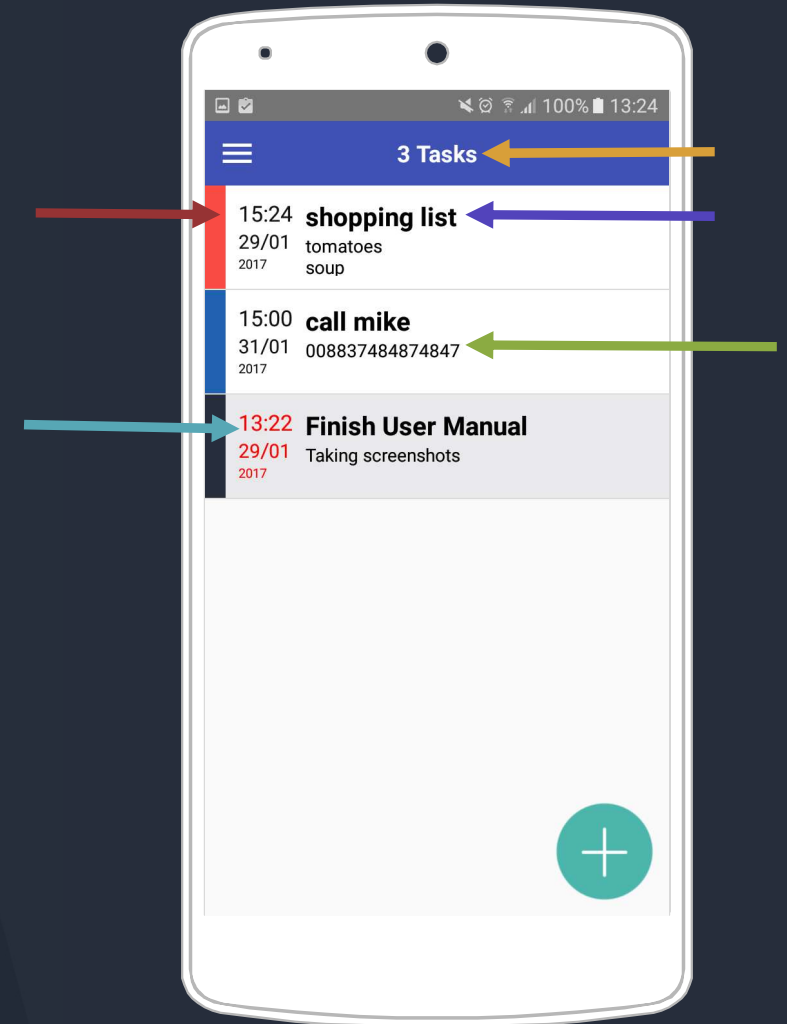 100% 13:24
3 Tasks
15:24 shopping list
29/01 tomatoes
2017 soup
15:00 call mike
31/01 008837484874847
2017
13:22 Finish User Manual
29/01 Taking screenshots
2017